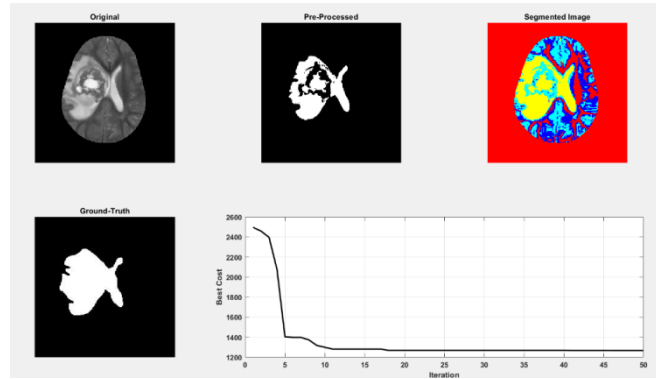 Original
Pre-Processed
Segmented Image
Ground-Truth
2600
2400
2200
2000
1800
1600
1400
1200
Best Cost
0 5 10 15 20 25 30 35 40 45 50
Iteration